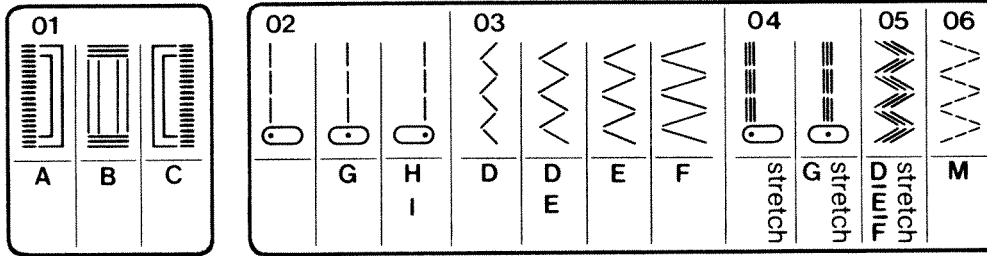 01
A B C
02 03 04 05 06
G H D D E F stretch G stretch D stretch M
I E E
F